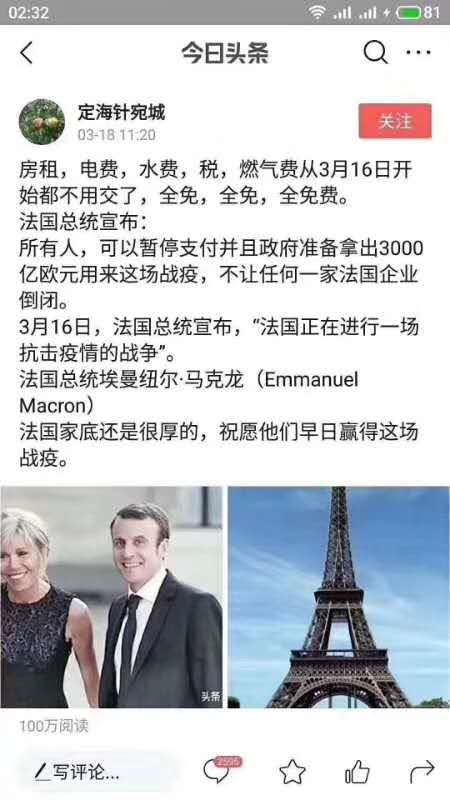 02:32
81
今日头条
定海针宛城
03-18 11:20
关注
房租，电费，水费，税，燃气费从3月16日开
始都不用交了，全免，全免，全免费。
法国总统宣布：
所有人，可以暂停支付并且政府准备拿出3000
亿欧元用来这场战疫，不让任何一家法国企业
倒闭。
3月16日，法国总统宣布，“法国正在进行一场
抗击疫情的战争”。
法国总统埃曼纽尔·马克龙（Emmanuel
Macron）
法国家底还是很厚的，祝愿他们早日赢得这场
战疫。
头条
100万阅读
写评论...
2595